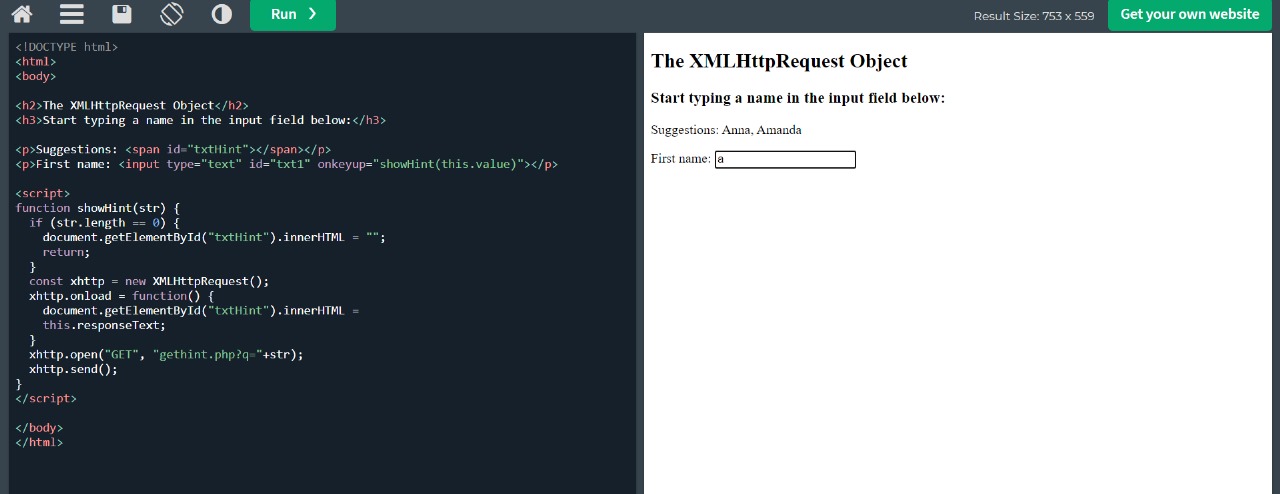 Run ❯
Result Size: 753 x 559
Get your own website
<!DOCTYPE html>
<html>
<body>
<h2>The XMLHttpRequest Object</h2>
<h3>Start typing a name in the input field below:</h3>
<p>Suggestions: <span id="txtHint"></span></p>
<p>First name: <input type="text" id="txt1" onkeyup="showHint(this.value)"></p>
<script>
function showHint(str) {
  if (str.length == 0) {
    document.getElementById("txtHint").innerHTML = "";
    return;
  }
  const xhttp = new XMLHttpRequest();
  xhttp.onload = function() {
    document.getElementById("txtHint").innerHTML =
    this.responseText;
  }
  xhttp.open("GET", "gethint.php?q="+str);
  xhttp.send();
}
</script>
</body>
</html>
The XMLHttpRequest Object
Start typing a name in the input field below:
Suggestions: Anna, Amanda
First name: a